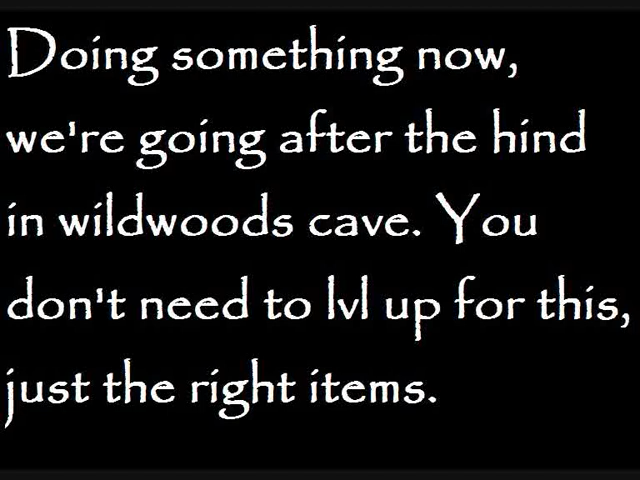 Doing something now,
we're going after the hind
in wildwoods cave. You
don't need to lvl up for this,
just the right items.